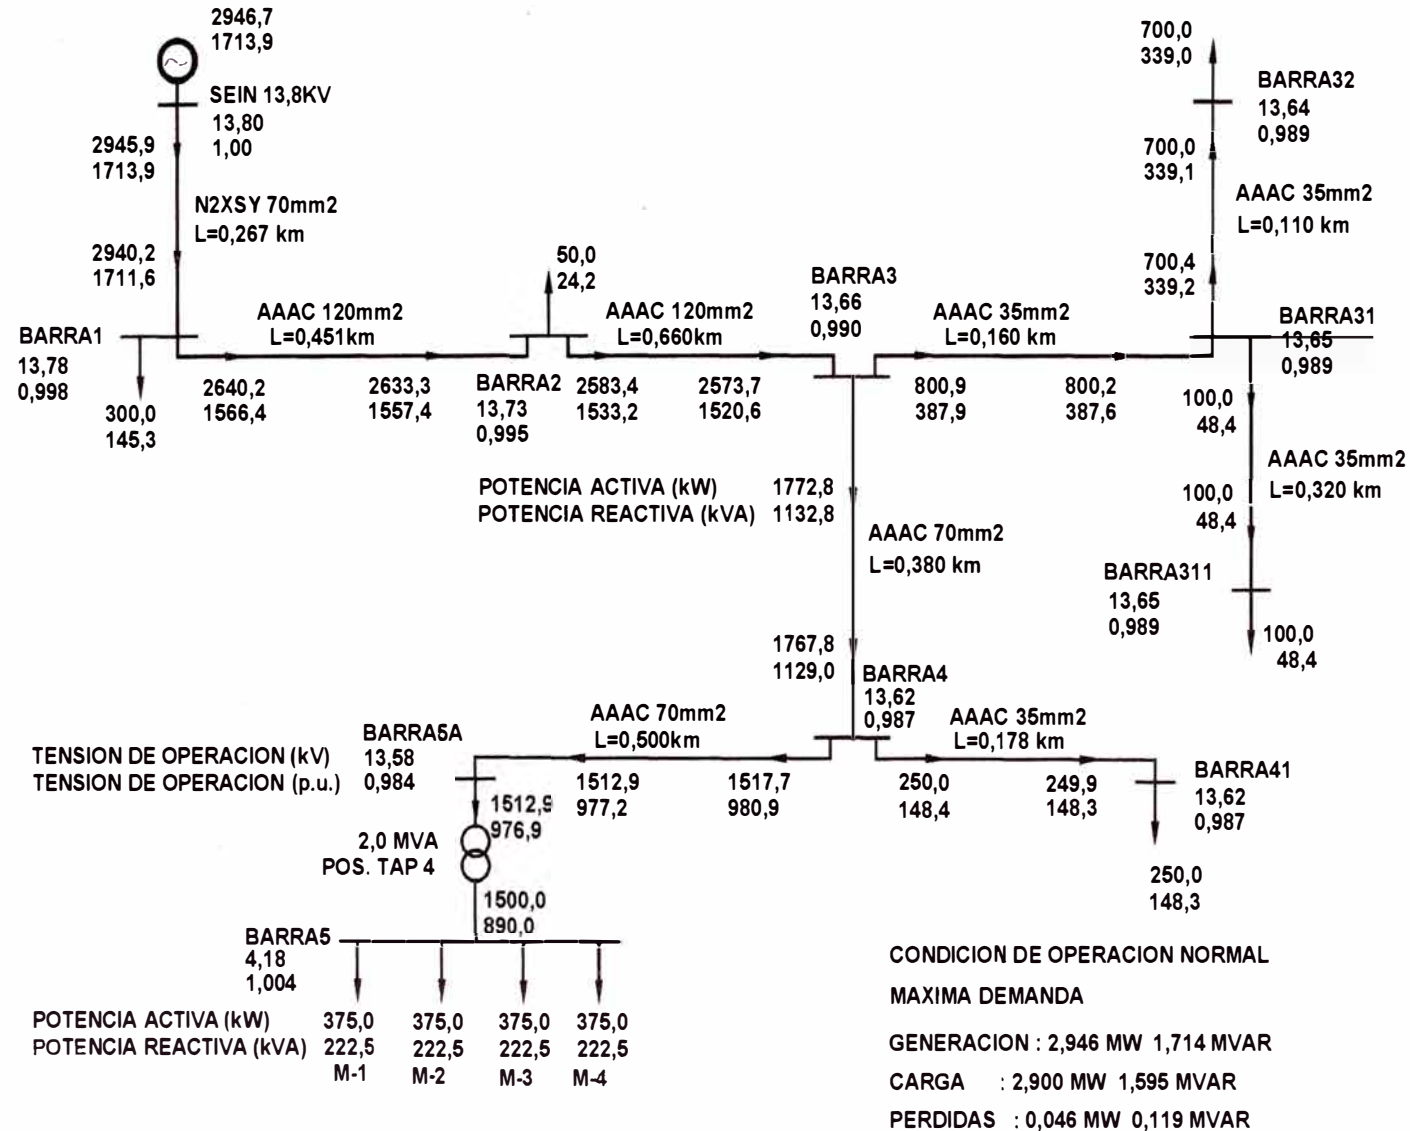 2946,7
1713,9
SEIN 13,8KV
13,80
1,00
2945,9
1713,9
N2XSY 70mm2
L=0,267 km
2940,2
1711,6
BARRA1
13,78
0,998
300,0
145,3
AAAC 120mm2
L=0,451km
2640,2
1566,4
2633,3
1557,4
50,0
24,2
BARRA2
13,73
0,995
AAAC 120mm2
L=0,660km
2583,4
1533,2
2573,7
1520,6
BARRA3
13,66
0,990
AAAC 35mm2
L=0,160 km
800,9
387,9
800,2
387,6
700,0
339,0
BARRA32
13,64
0,989
700,0
339,1
AAAC 35mm2
L=0,110 km
700,4
339,2
BARRA31
13,65
0,989
100,0
48,4
AAAC 35mm2
L=0,320 km
100,0
48,4
BARRA311
13,65
0,989
100,0
48,4
POTENCIA ACTIVA (kW) 1772,8
POTENCIA REACTIVA (kVA) 1132,8
AAAC 70mm2
L=0,380 km
1767,8
1129,0
BARRA4
13,62
0,987
AAAC 70mm2
L=0,500km
1512,9
977,2
1517,7
980,9
AAAC 35mm2
L=0,178 km
250,0
148,4
249,9
148,3
BARRA41
13,62
0,987
250,0
148,3
BARRA5A
TENSION DE OPERACION (kV) 13,58
TENSION DE OPERACION (p.u.) 0,984
1512,9
976,9
2,0 MVA
POS. TAP 4
1500,0
890,0
BARRA5
4,18
1,004
POTENCIA ACTIVA (kW) 375,0 375,0 375,0 375,0
POTENCIA REACTIVA (kVA) 222,5 222,5 222,5 222,5
M-1 M-2 M-3 M-4
CONDICION DE OPERACION NORMAL
MAXIMA DEMANDA
GENERACION : 2,946 MW 1,714 MVAR
CARGA : 2,900 MW 1,595 MVAR
PERDIDAS : 0,046 MW 0,119 MVAR